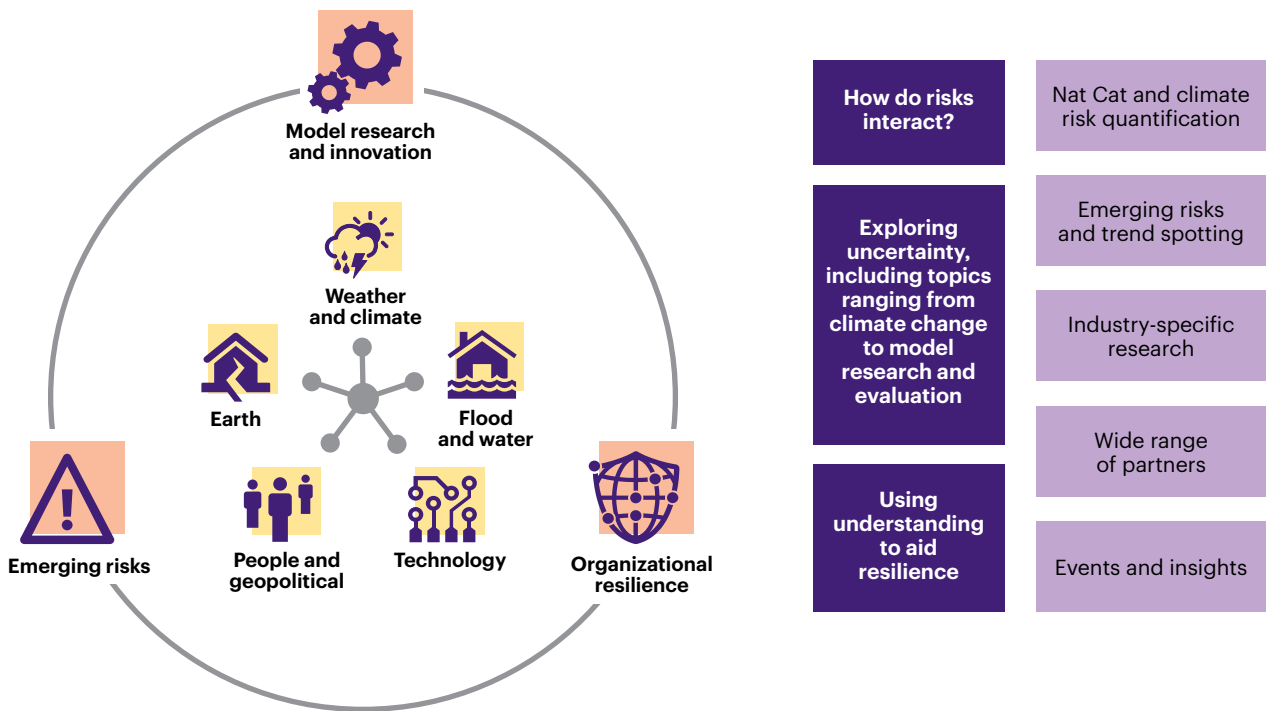 Model research
and innovation
Weather
and climate
Earth
Flood
and water
People and
geopolitical
Technology
Emerging risks
Organizational
resilience
How do risks
interact?
Exploring
uncertainty,
including topics
ranging from
climate change
to model
research and
evaluation
Using
understanding
to aid
resilience
Nat Cat and climate
risk quantification
Emerging risks
and trend spotting
Industry-specific
research
Wide range
of partners
Events and insights